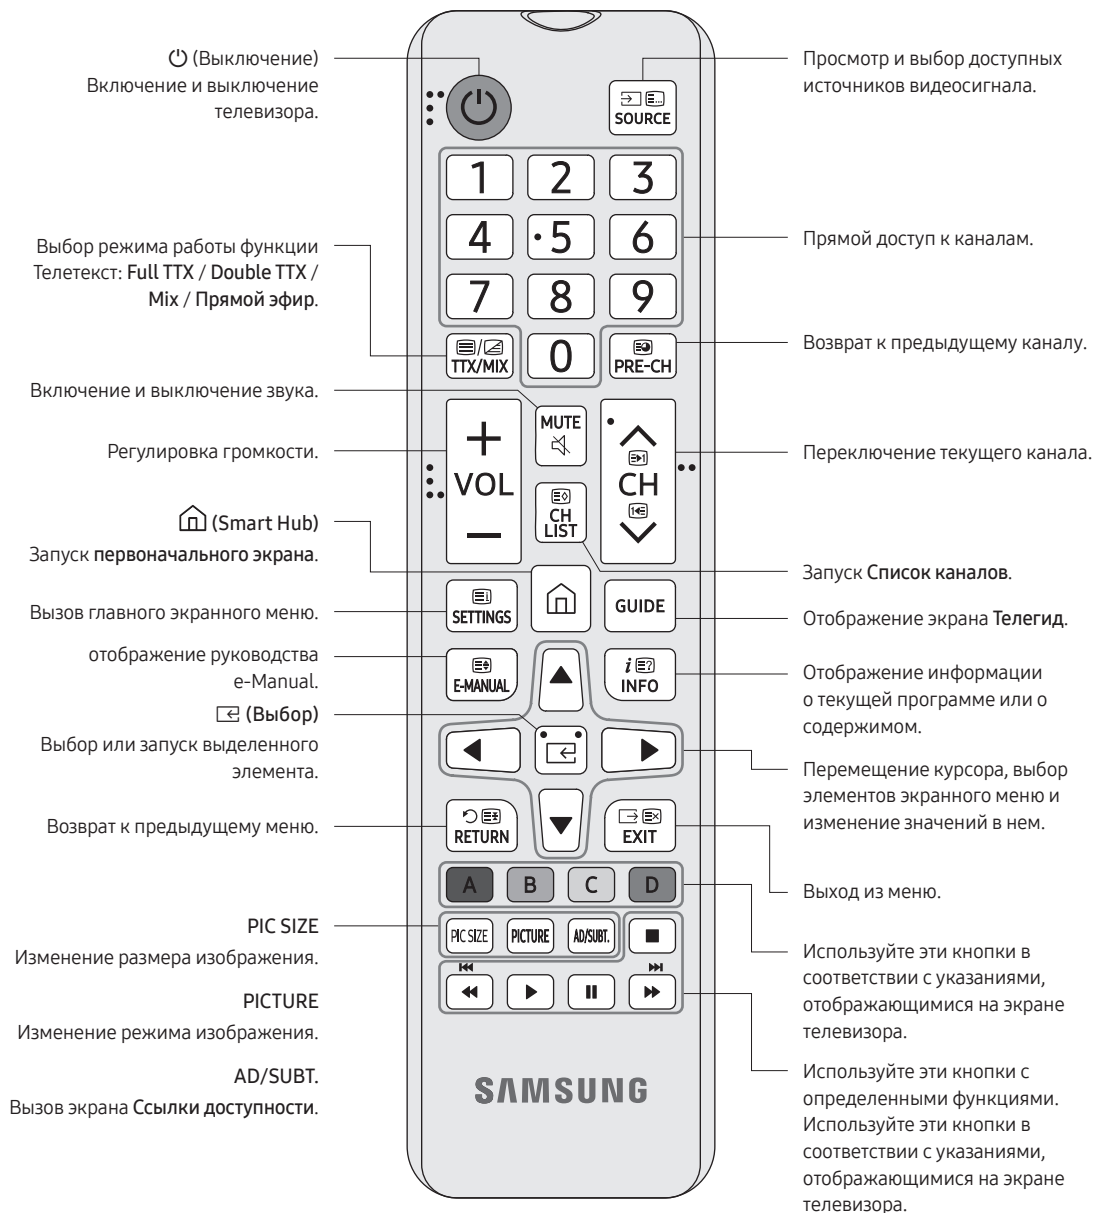 (Выключение)
Включение и выключение
телевизора.
Выбор режима работы функции
Телетекст: Full TTX / Double TTX /
Mix / Прямой эфир.
Включение и выключение звука.
Регулировка громкости.
(Smart Hub)
Запуск первоначального экрана.
Вызов главного экранного меню.
отображение руководства
e-Manual.
(Выбор)
Выбор или запуск выделенного
элемента.
Возврат к предыдущему меню.
PIC SIZE
Изменение размера изображения.
PICTURE
Изменение режима изображения.
AD/SUBT.
Вызов экрана Ссылки доступности.
SOURCE
1 2 3
4 5 6
7 8 9
TTX/MIX 0 PRE-CH
MUTE
VOL
CH
CH
LIST
SETTINGS
GUIDE
E-MANUAL
i
INFO
RETURN
EXIT
A B C D
PIC SIZE PICTURE AD/SUBT.
SAMSUNG
Просмотр и выбор доступных
источников видеосигнала.
Прямой доступ к каналам.
Возврат к предыдущему каналу.
Переключение текущего канала.
Запуск Список каналов.
Отображение экрана Телегид.
Отображение информации
о текущей программе или о
содержимом.
Перемещение курсора, выбор
элементов экранного меню и
изменение значений в нем.
Выход из меню.
Используйте эти кнопки в
соответствии с указаниями,
отображающимися на экране
телевизора.
Используйте эти кнопки с
определенными функциями.
Используйте эти кнопки в
соответствии с указаниями,
отображающимися на экране
телевизора.